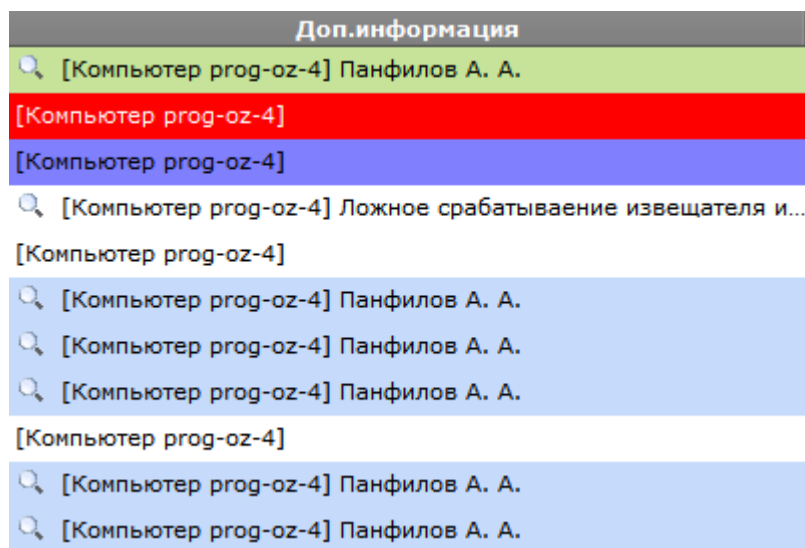 Доп.информация
[Компьютер prog-oz-4] Панфилов А. А.
[Компьютер prog-oz-4]
[Компьютер prog-oz-4]
[Компьютер prog-oz-4] Ложное срабатываение извещателя и...
[Компьютер prog-oz-4]
[Компьютер prog-oz-4] Панфилов А. А.
[Компьютер prog-oz-4] Панфилов А. А.
[Компьютер prog-oz-4] Панфилов А. А.
[Компьютер prog-oz-4]
[Компьютер prog-oz-4] Панфилов А. А.
[Компьютер prog-oz-4] Панфилов А. А.